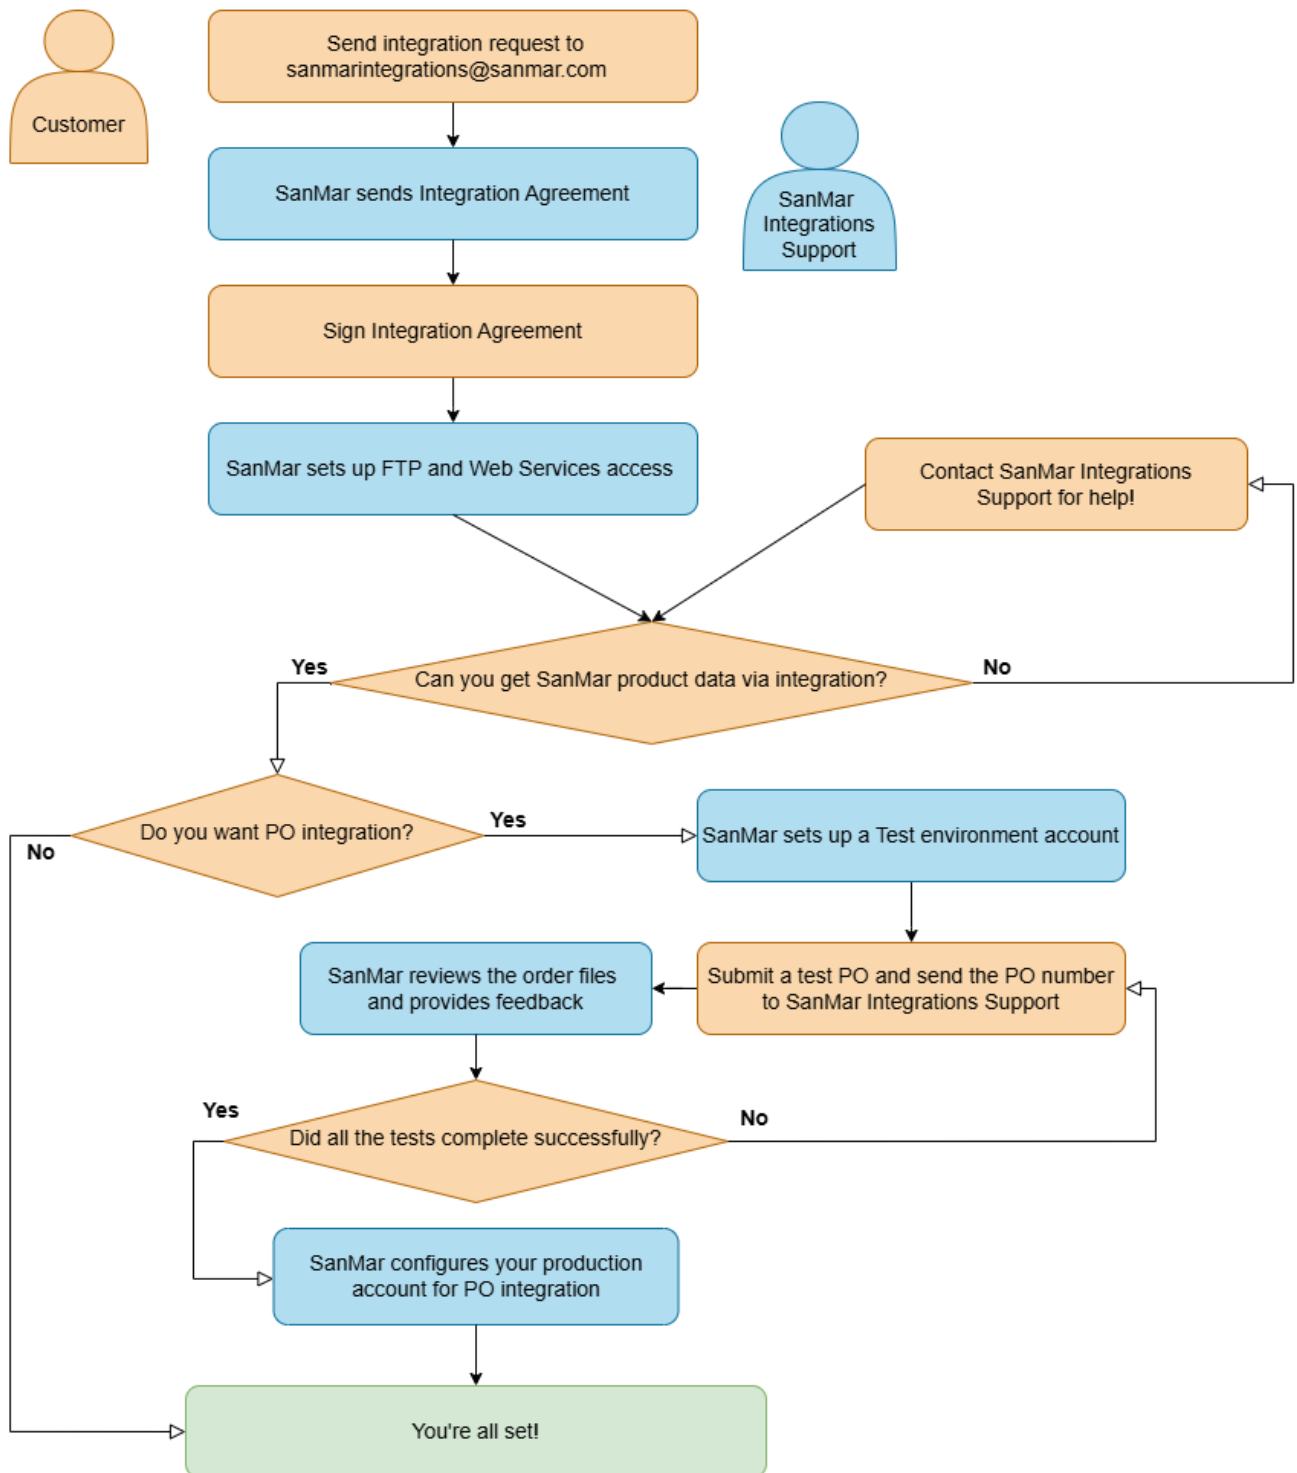 Send integration request to
sanmarintegrations@sanmar.com
Customer
SanMar sends Integration Agreement
SanMar
Integrations
Support
Sign Integration Agreement
SanMar sets up FTP and Web Services access
Contact SanMar Integrations
Support for help!
Yes
No
Can you get SanMar product data via integration?
Do you want PO integration?
Yes
No
SanMar sets up a Test environment account
SanMar reviews the order files
and provides feedback
Submit a test PO and send the PO number
to SanMar Integrations Support
Yes
No
Did all the tests complete successfully?
SanMar configures your production
account for PO integration
You're all set!